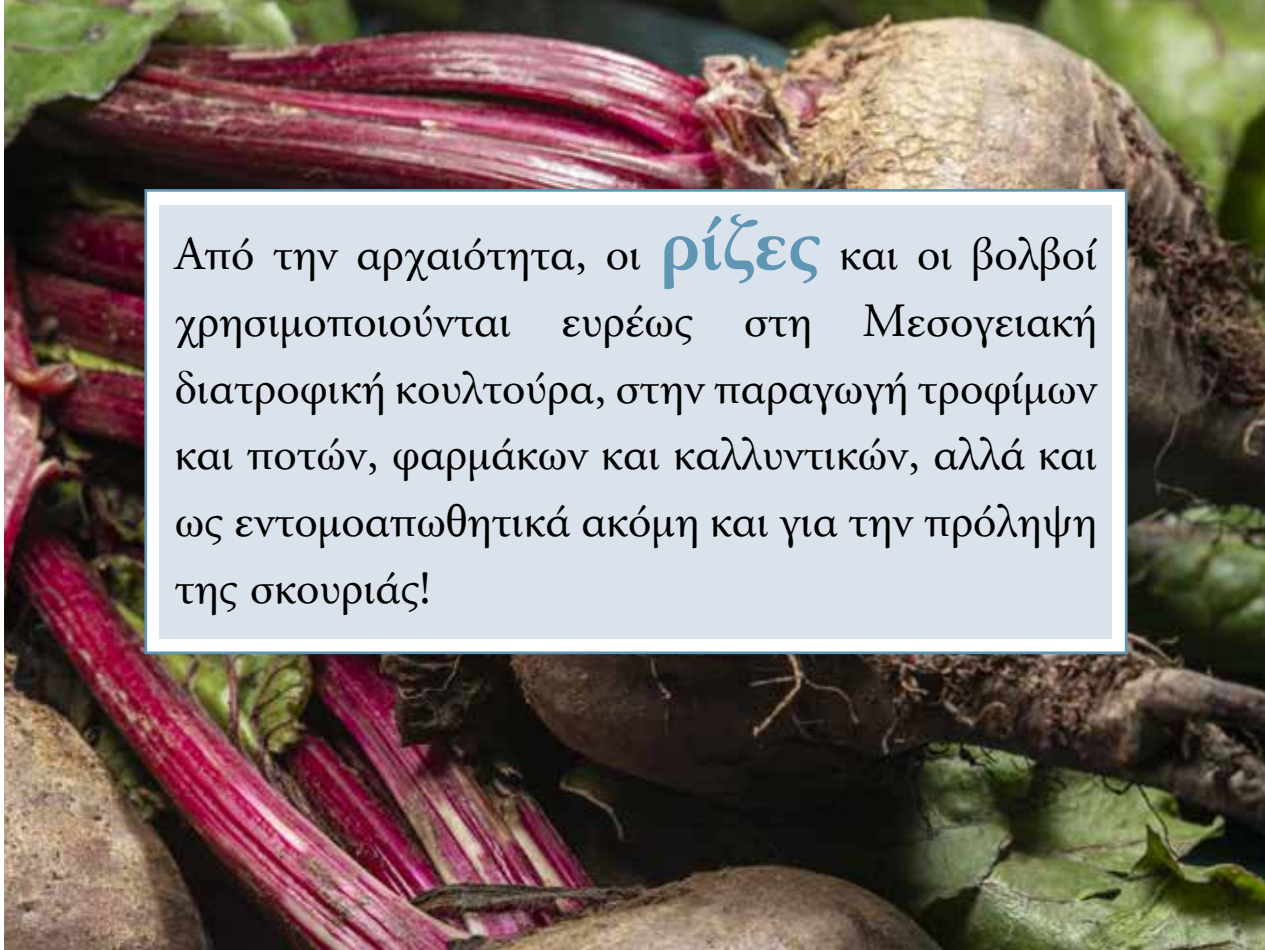 Από την αρχαιότητα, οι ρίζες και οι βολβοί
χρησιμοποιούνται ευρέως στη Μεσογειακή
διατροφική κουλτούρα, στην παραγωγή τροφίμων
και ποτών, φαρμάκων και καλλυντικών, αλλά και
ως εντομοαπωθητικά ακόμη και για την πρόληψη
της σκουριάς!